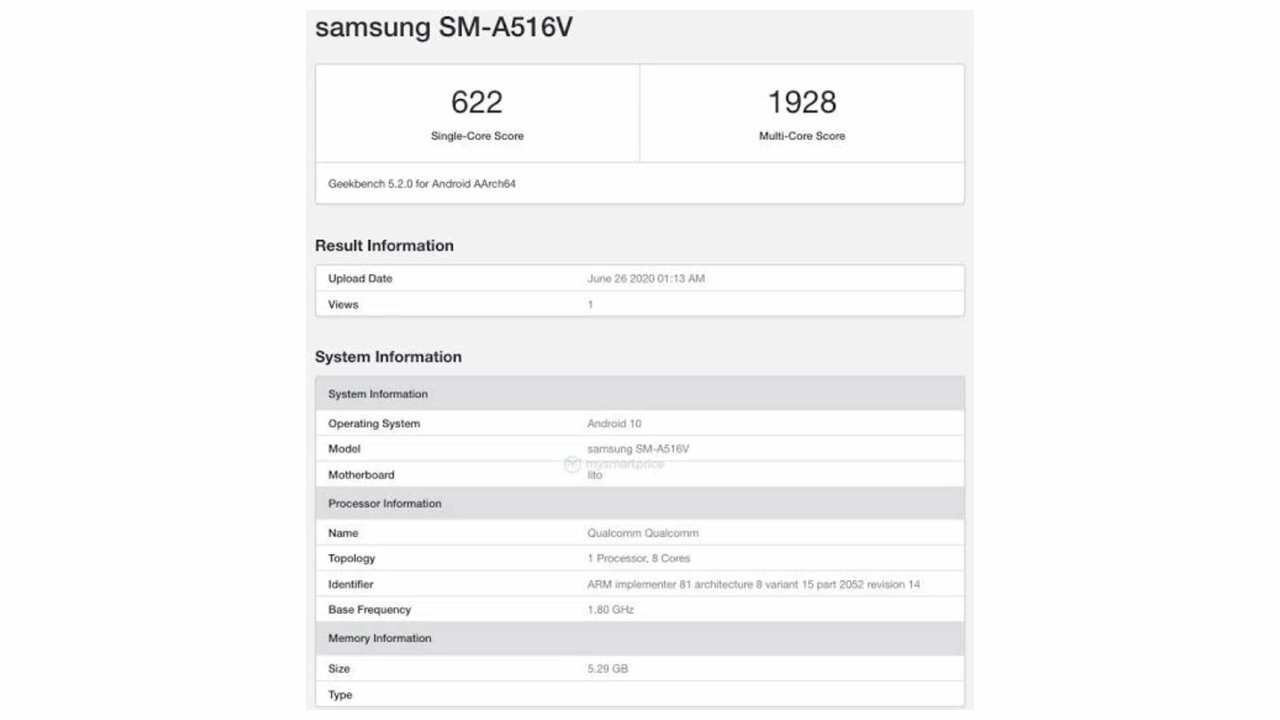 samsung SM-A516V
622 1928
Single-Core Score Multi-Core Score
Geekbench 5.2.0 for Android AArch64
Result Information
Upload Date June 26 2020 01:13 AM
Views 1
System Information
System Information
Operating System Android 10
Model samsung SM-A516V
mysmartprice
Motherboard lito
Processor Information
Name Qualcomm Qualcomm
Topology 1 Processor, 8 Cores
Identifier ARM implementer 81 architecture 8 variant 15 part 2052 revision 14
Base Frequency 1.80 GHz
Memory Information
Size 5.29 GB
Type